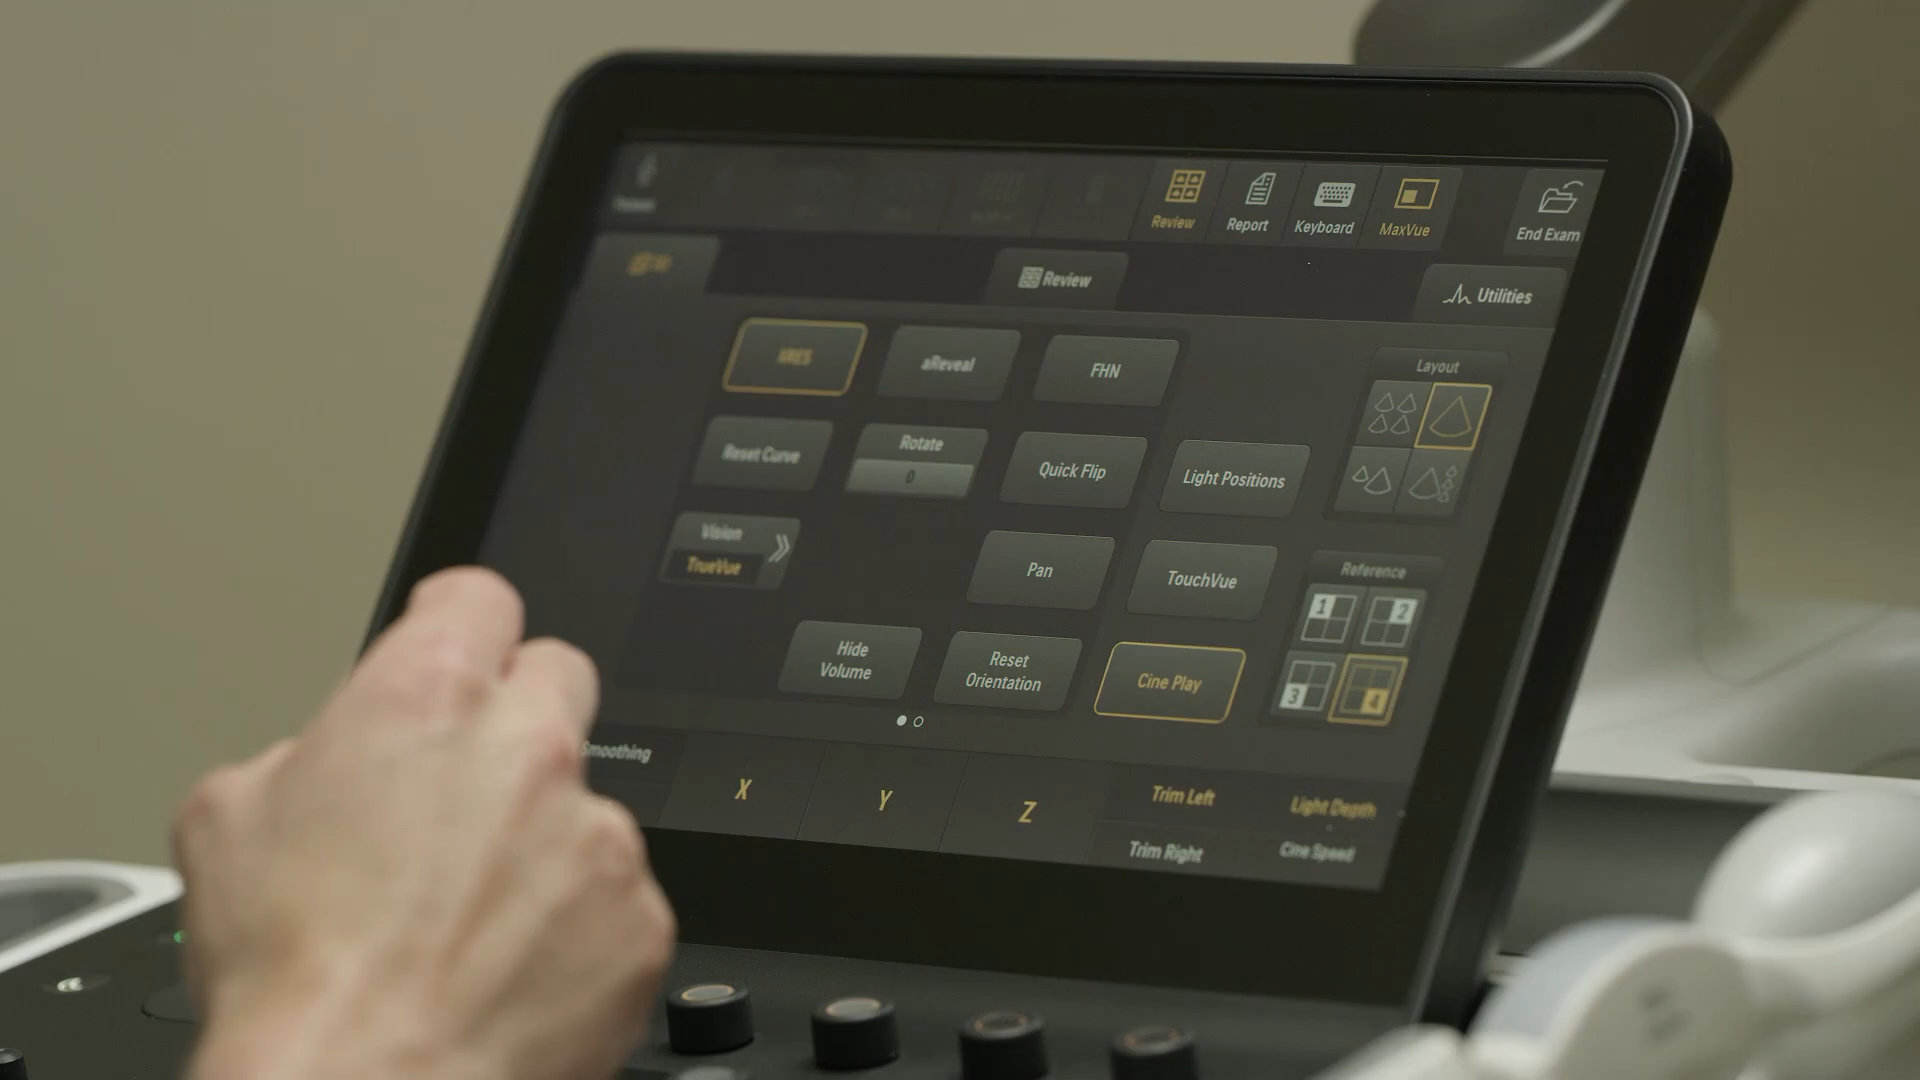 Review
Report
Keyboard
MaxVue
End Exam
Review
Utilities
XRES
aReveal
FHN
Layout
Reset Curve
Rotate
0
Quick Flip
Light Positions
Vision
TrueVue
Pan
TouchVue
Reference
1
2
3
4
Hide
Volume
Reset
Orientation
Cine Play
Smoothing
X
Y
Z
Trim Left
Light Depth
Trim Right
Cine Speed